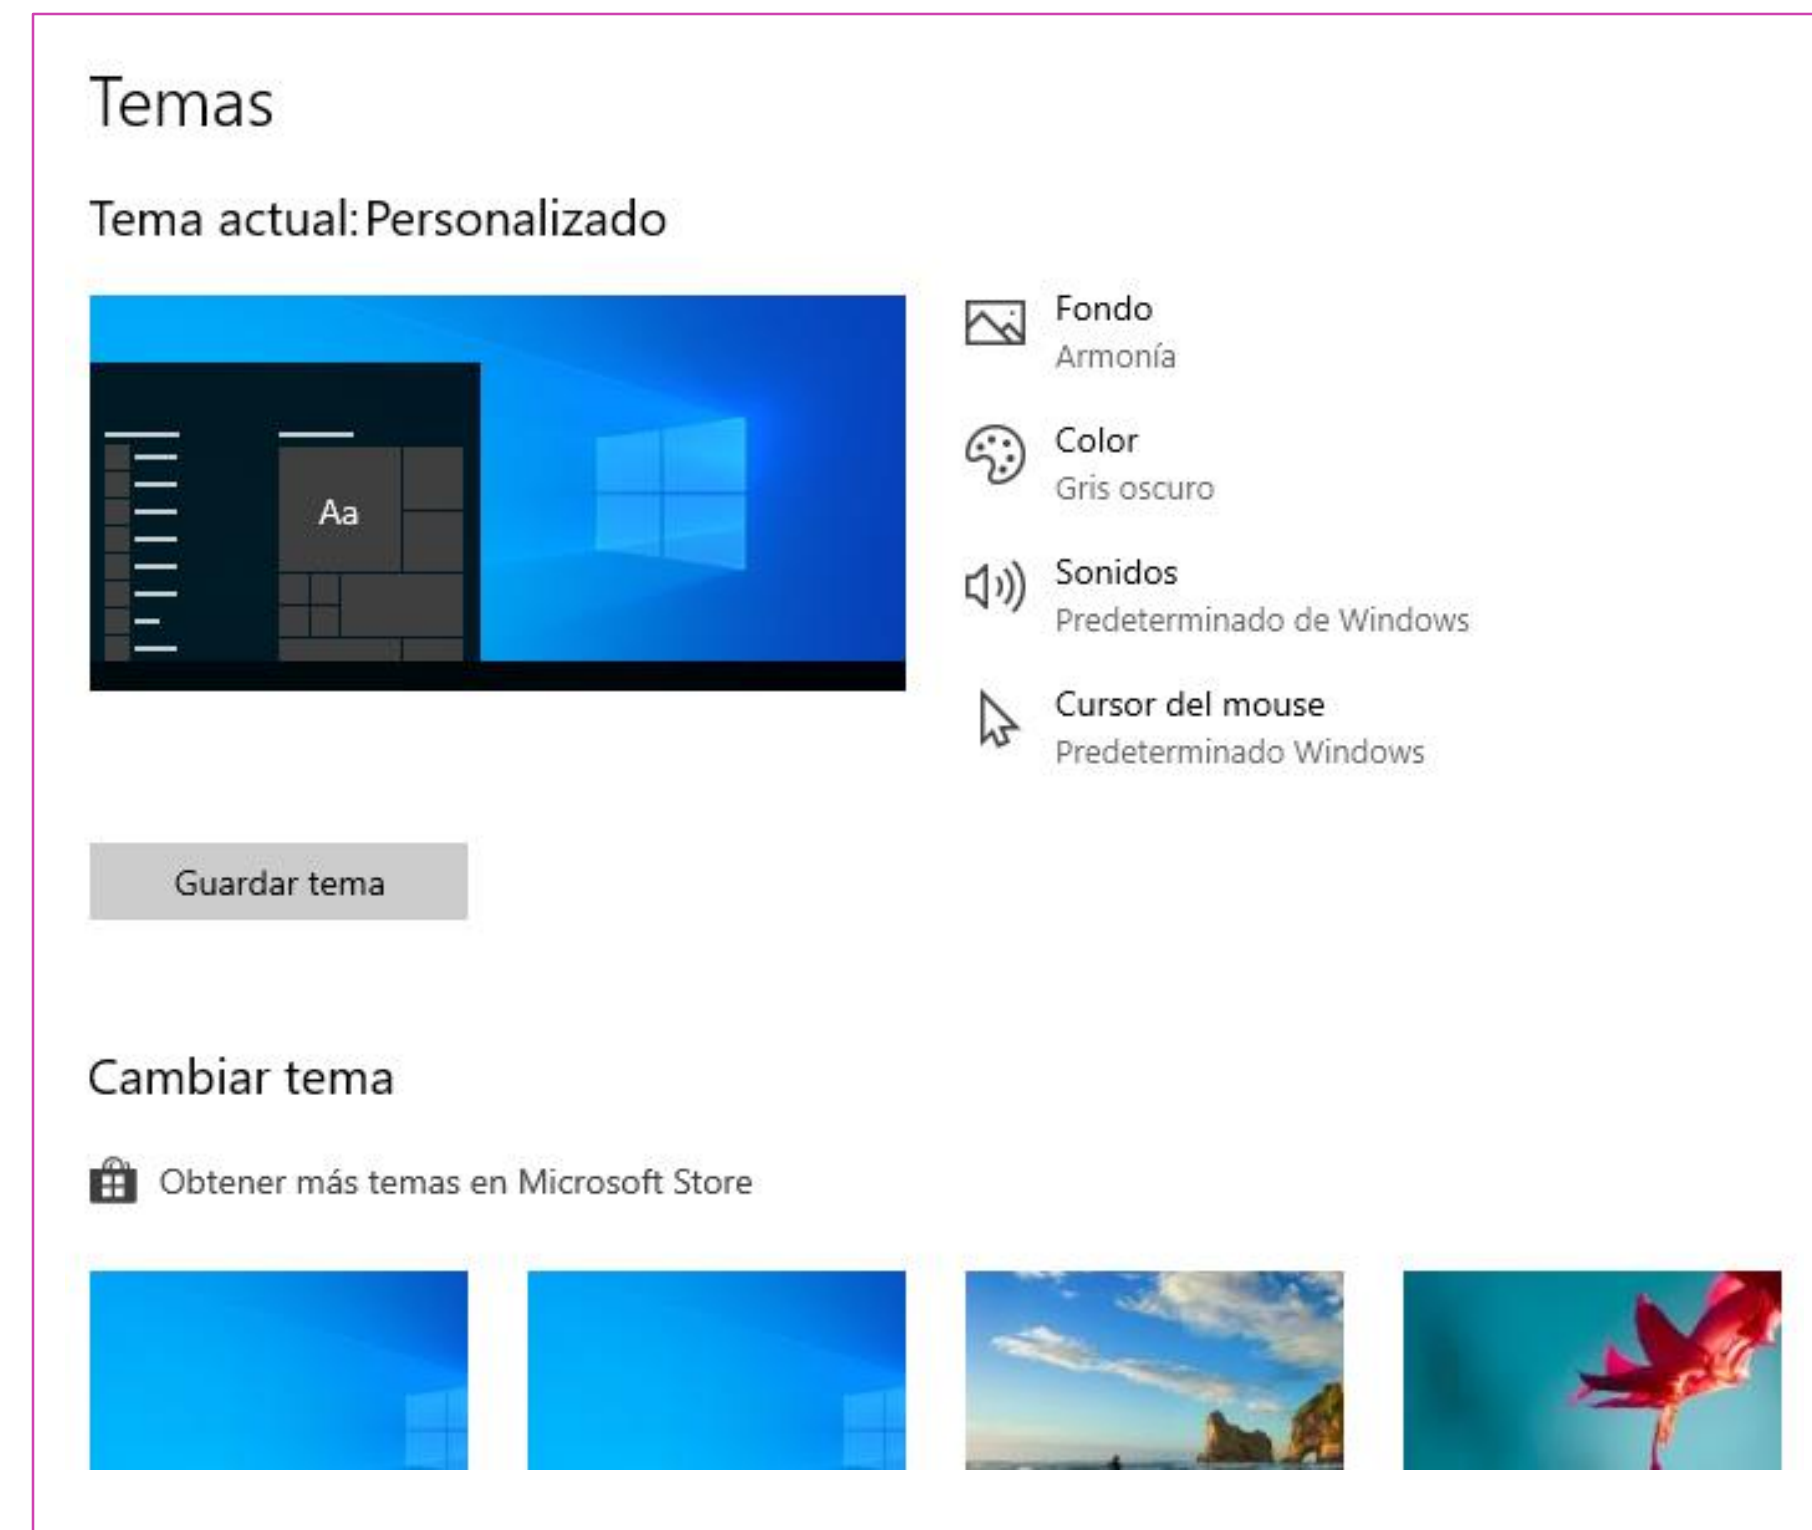 Temas
Tema actual: Personalizado
Aa
Fondo
Armonía
Color
Gris oscuro
Sonidos
Predeterminado de Windows
Cursor del mouse
Predeterminado Windows
Guardar tema
Cambiar tema
Obtener más temas en Microsoft Store